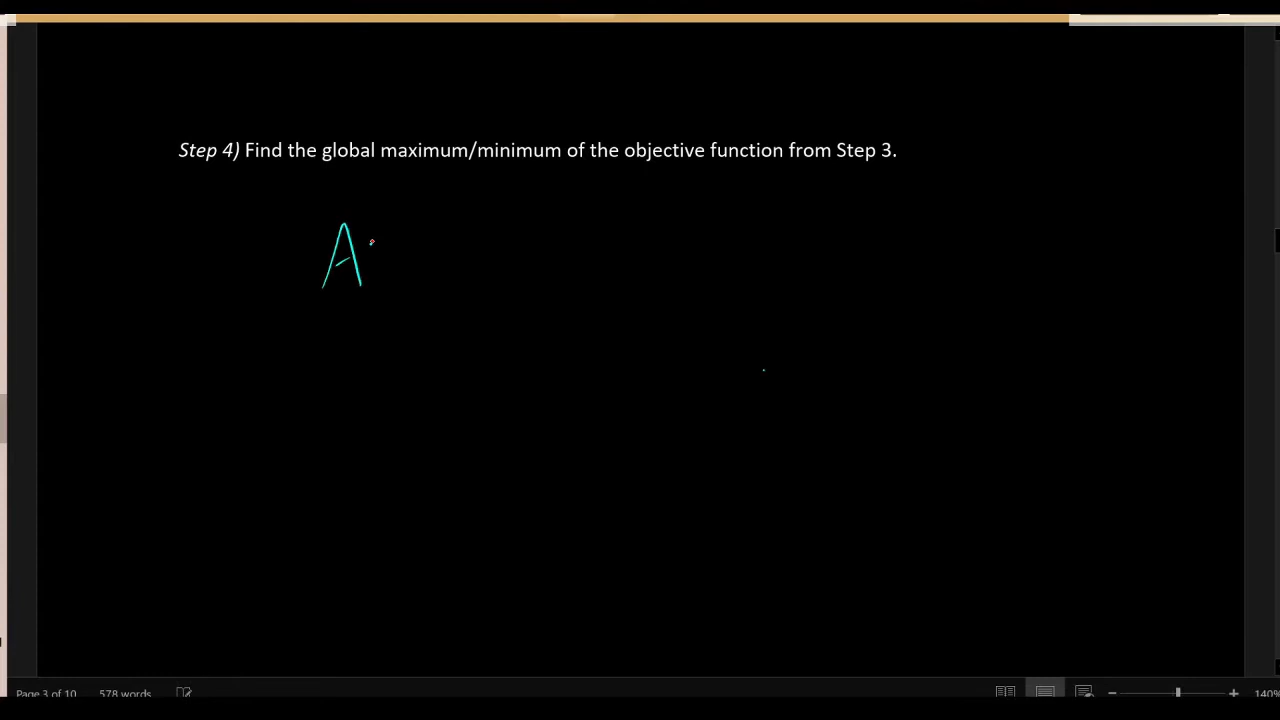 Step 4) Find the global maximum/minimum of the objective function from Step 3.
A
Page 3 of 10 578 words 140%